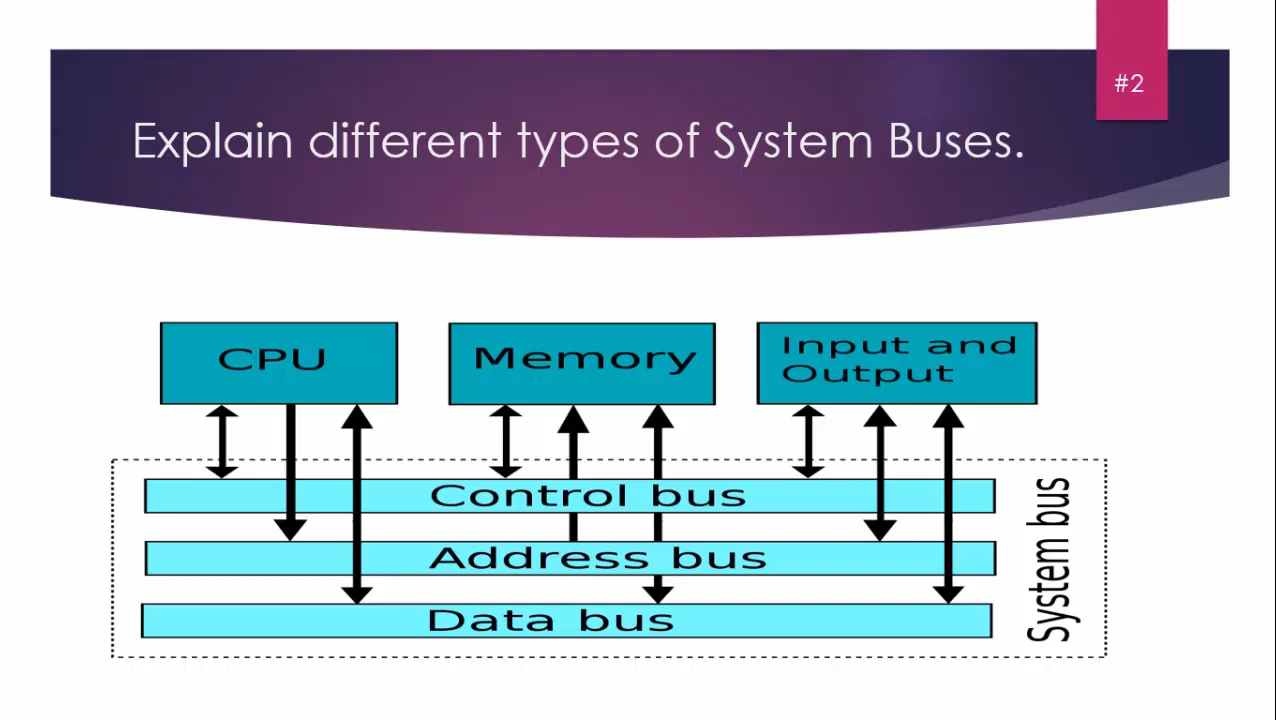 #2
Explain different types of System Buses.
CPU
Memory
Input and
Output
Control bus
Address bus
Data bus
System bus